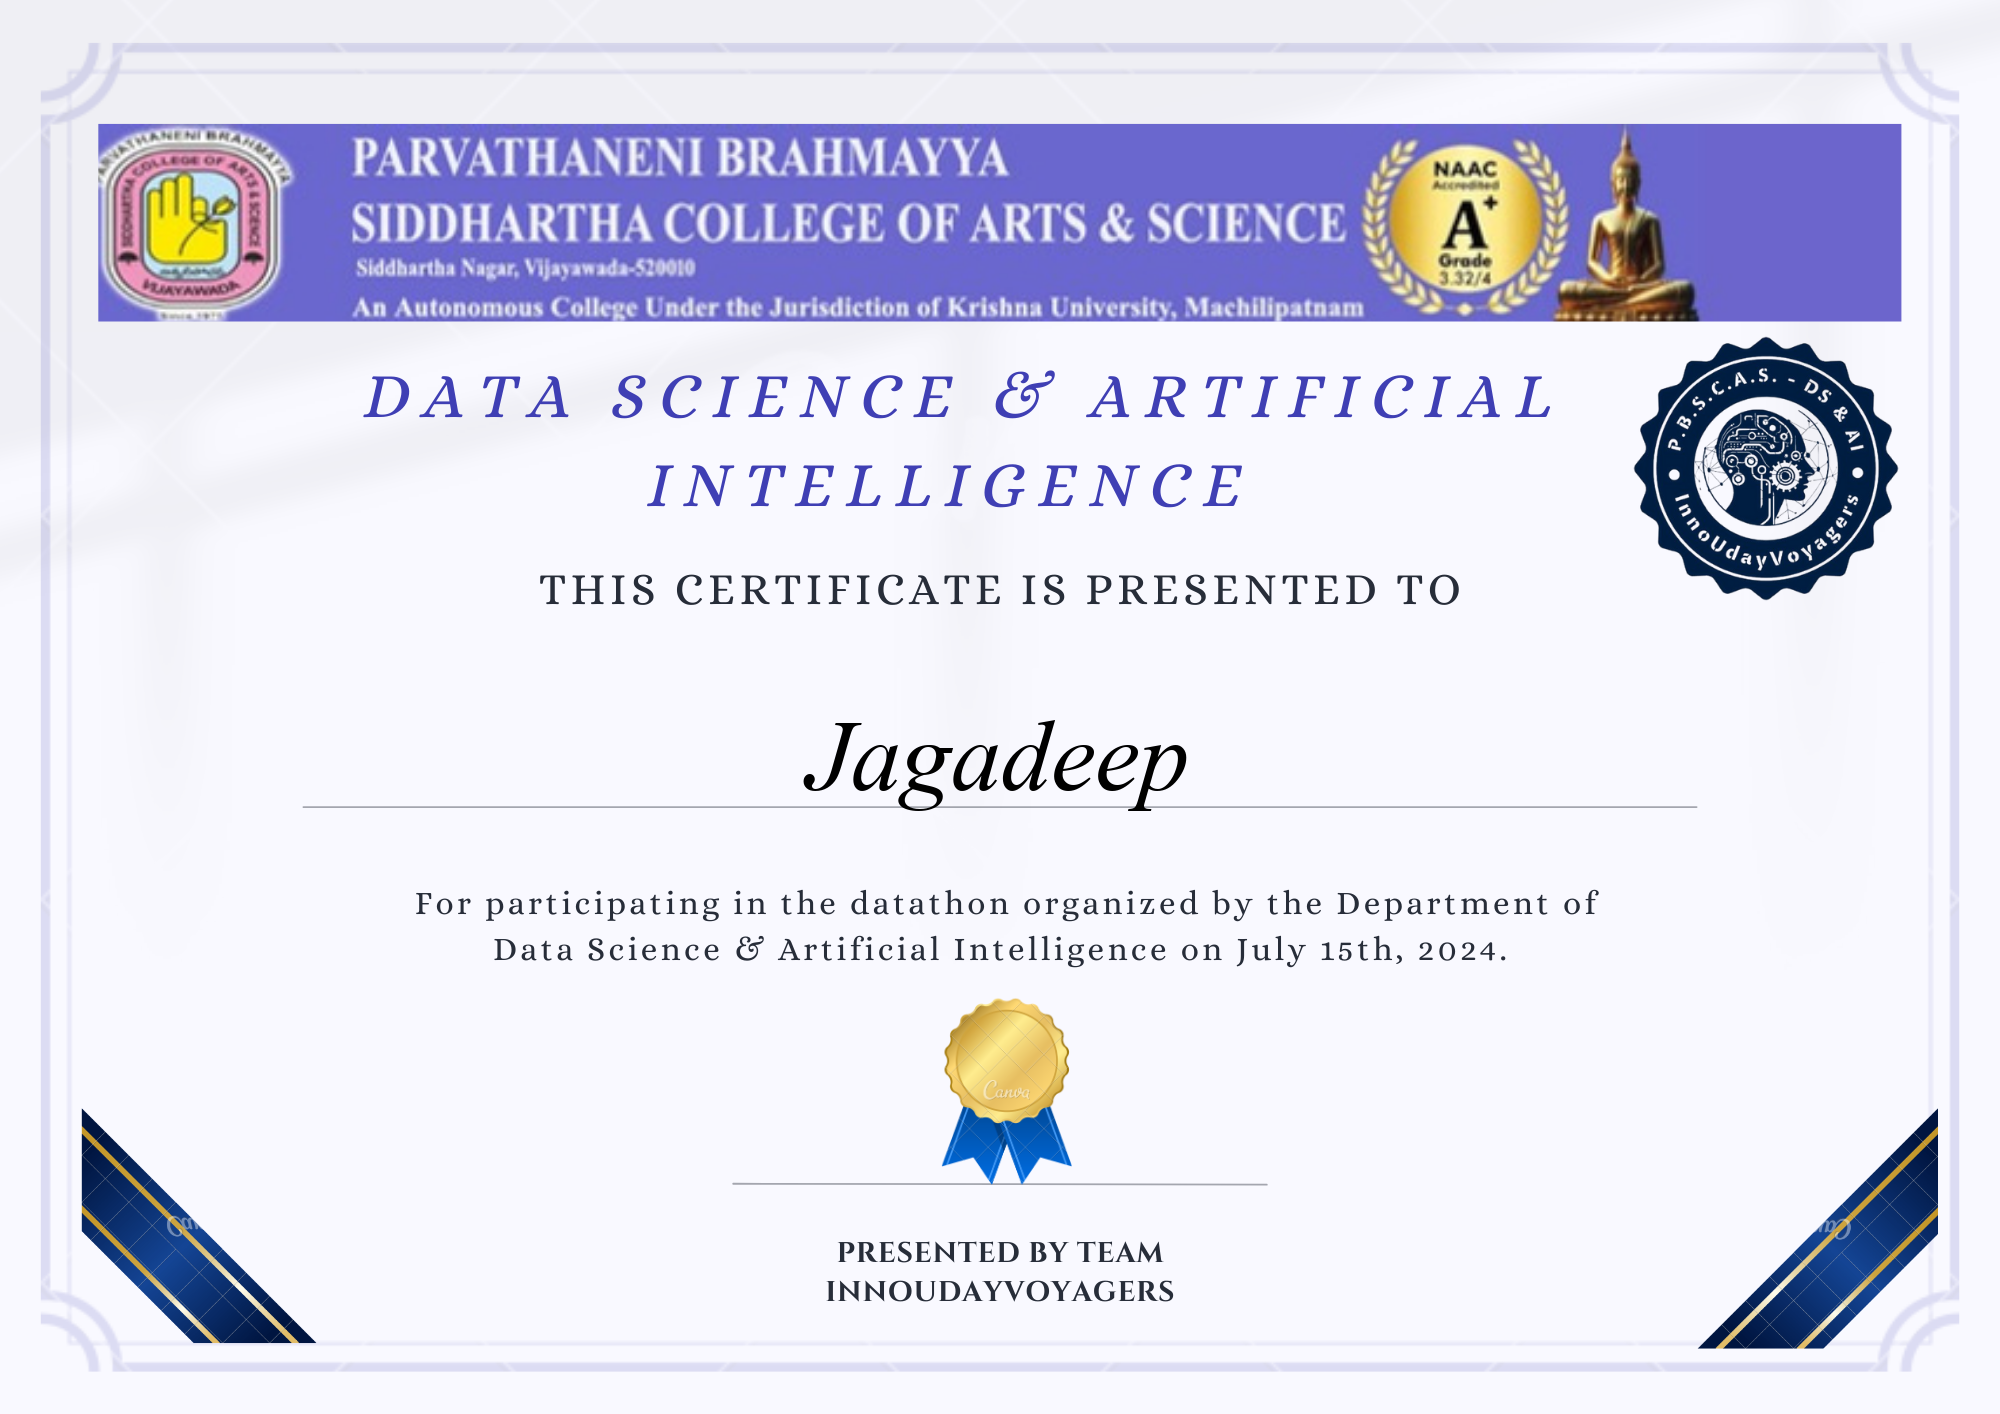 PARVATHANENI BRAHMAYYA
SIDDHARTHA COLLEGE OF ARTS & SCIENCE
Siddhartha Nagar, Vijayawada-520010
An Autonomous College Under the Jurisdiction of Krishna University, Machilipatnam
PARVATHANENI BRAHMAYYA
SIDDHARTHA COLLEGE OF ARTS & SCIENCE
VIJAYAWADA
NAAC
Accredited
A+
Grade
3.32/4
DATA SCIENCE & ARTIFICIAL
INTELLIGENCE
P.B.S.C.A.S. - DS & AI
InnoUdayVoyagers
THIS CERTIFICATE IS PRESENTED TO
Jagadeep
For participating in the datathon organized by the Department of
Data Science & Artificial Intelligence on July 15th, 2024.
Canva
PRESENTED BY TEAM
INNOUDAYVOYAGERS